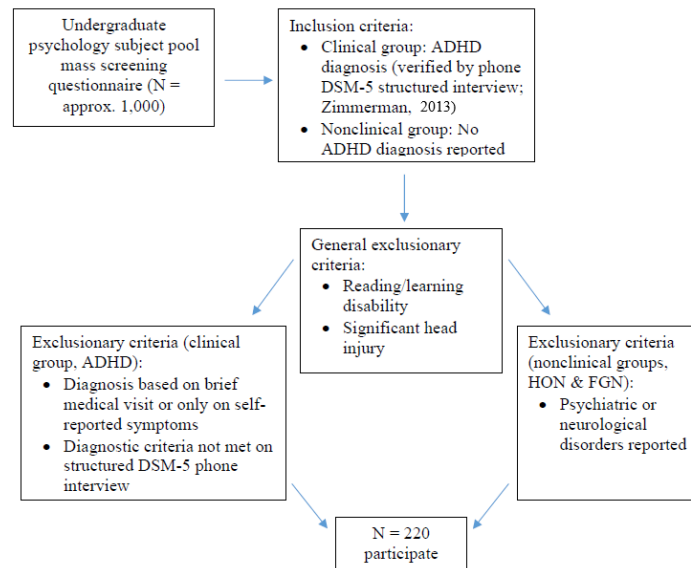 Undergraduate
psychology subject pool
mass screening
questionnaire (N =
approx. 1,000)
Inclusion criteria:
• Clinical group: ADHD
diagnosis (verified by phone
DSM-5 structured interview;
Zimmerman, 2013)
• Nonclinical group: No
ADHD diagnosis reported
General exclusionary
criteria:
• Reading/learning
disability
• Significant head
injury
Exclusionary criteria (clinical
group, ADHD):
• Diagnosis based on brief
medical visit or only on self-
reported symptoms
• Diagnostic criteria not met on
structured DSM-5 phone
interview
Exclusionary criteria
(nonclinical groups,
HON & FGN):
• Psychiatric or
neurological
disorders reported
N = 220
participate